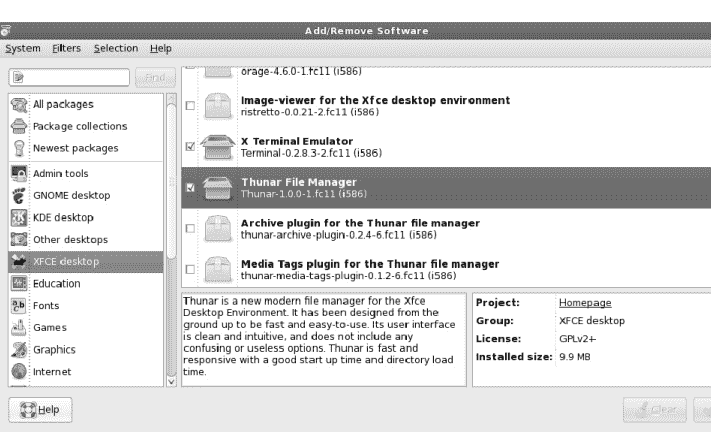 Add/Remove Software
System Filters Selection Help
Find
All packages
Package collections
Newest packages
Admin tools
GNOME desktop
KDE desktop
Other desktops
XFCE desktop
Education
Fonts
Games
Graphics
Internet
orage-4.6.0-1.fc11 (i586)
Image-viewer for the Xfce desktop environment
ristretto-0.0.21-2.fc11 (i586)
X Terminal Emulator
Terminal-0.2.8.3-2.fc11 (i586)
Thunar File Manager
Thunar-1.0.0-1.fc11 (i586)
Archive plugin for the Thunar file manager
thunar-archive-plugin-0.2.4-6.fc11 (i586)
Media Tags plugin for the Thunar file manager
thunar-media-tags-plugin-0.1.2-6.fc11 (i586)
Thunar is a new modern file manager for the Xfce
Desktop Environment. It has been designed from the
ground up to be fast and easy-to-use. Its user interface
is clean and intuitive, and does not include any
confusing or useless options. Thunar is fast and
responsive with a good start up time and directory load
time.
Project: Homepage
Group: XFCE desktop
License: GPLv2+
Installed size: 9.9 MB
Help
Clear